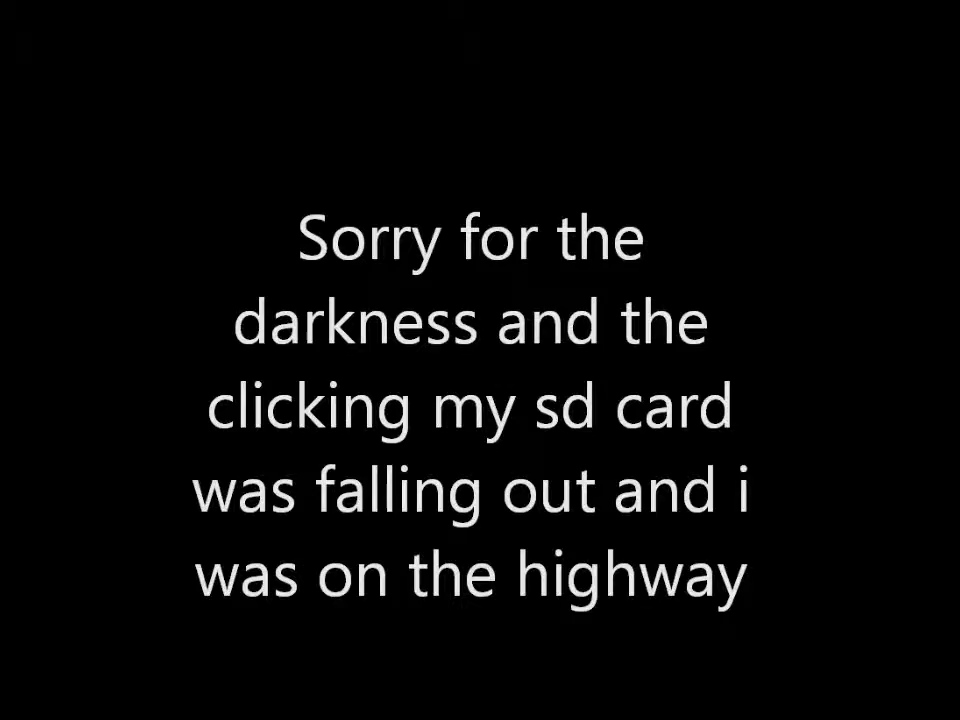 Sorry for the
darkness and the
clicking my sd card
was falling out and i
was on the highway